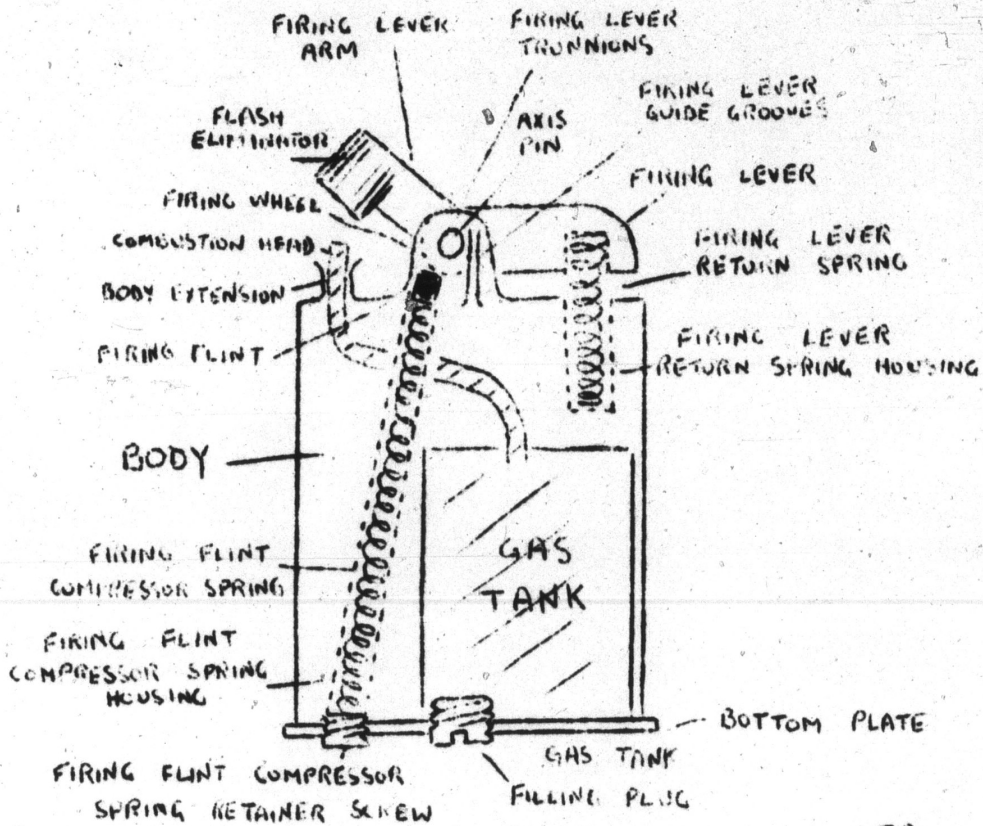 FIRING LEVER
ARM
FIRING LEVER
TRUNNIONS
FIRING LEVER
GUIDE GROOVES
FLASH
ELIMINATOR
AXIS
PIN
FIRING LEVER
FIRING WHEEL
COMBUSTION HEAD
FIRING LEVER
RETURN SPRING
BODY EXTENSION
FIRING FLINT
FIRING LEVER
RETURN SPRING HOUSING
BODY
GAS
TANK
FIRING FLINT
COMPRESSOR SPRING
FIRING FLINT
COMPRESSOR SPRING
HOUSING
BOTTOM PLATE
GAS TANK
FILLING PLUG
FIRING FLINT COMPRESSOR
SPRING RETAINER SCREW